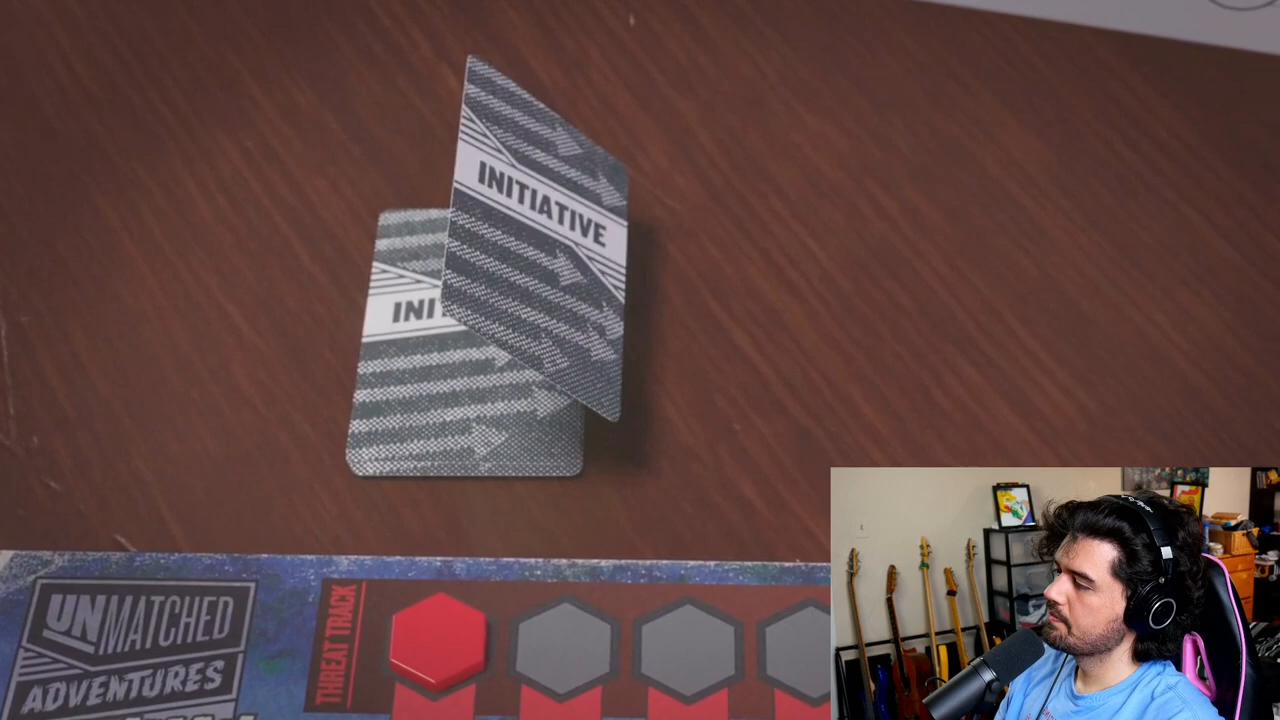 INITIATIVE
INI
UNMATCHED
ADVENTURES
THREAT TRACK